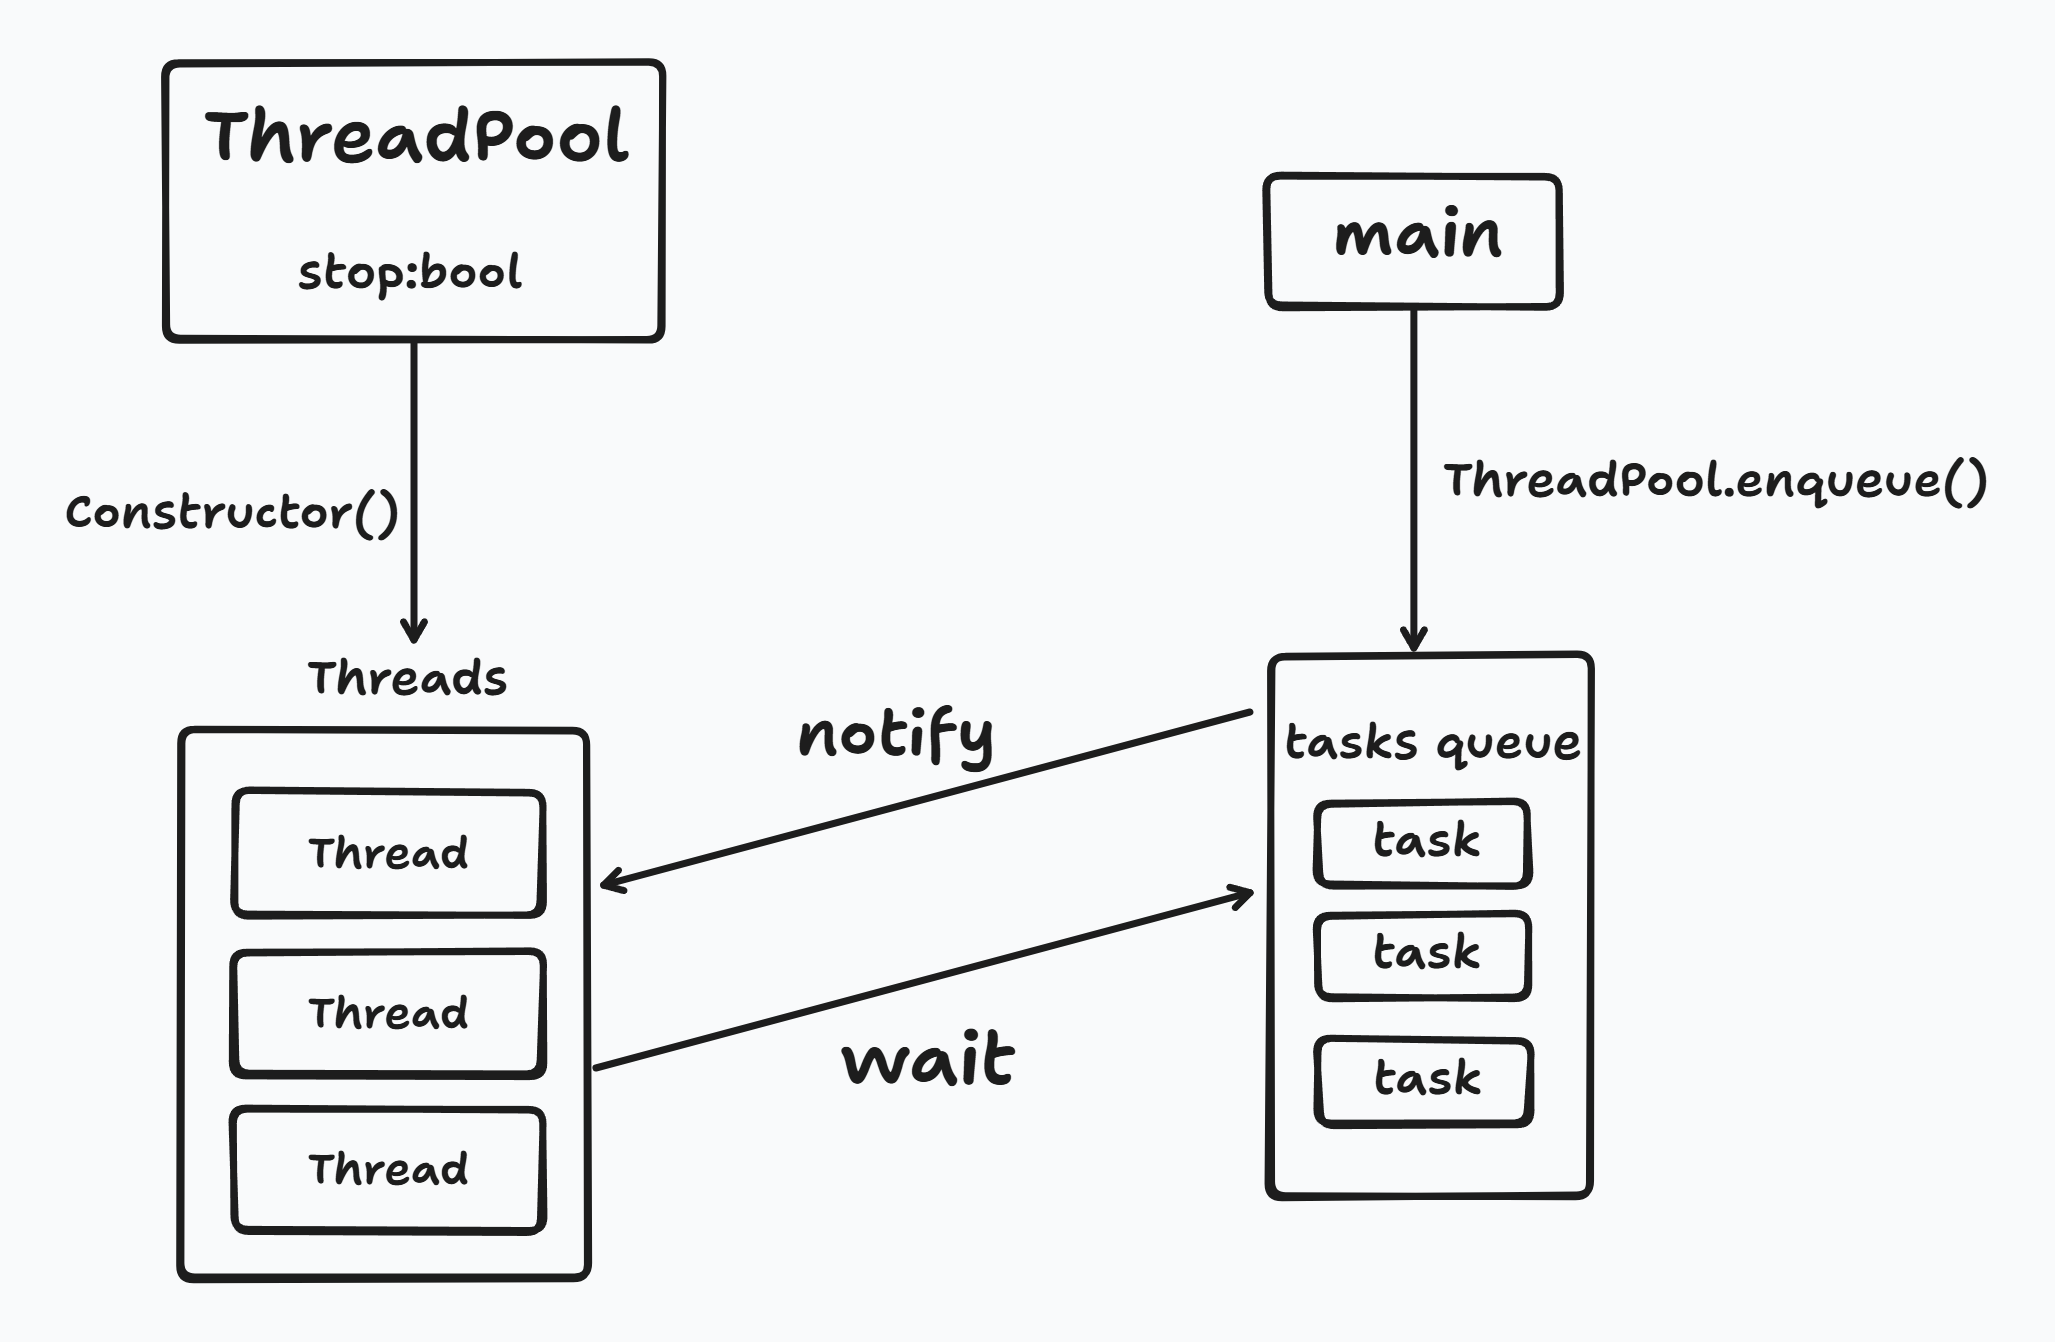 ThreadPool
stop:bool
main
Constructor()
ThreadPool.enqueue()
Threads
Thread
Thread
Thread
notify
wait
tasks queue
task
task
task